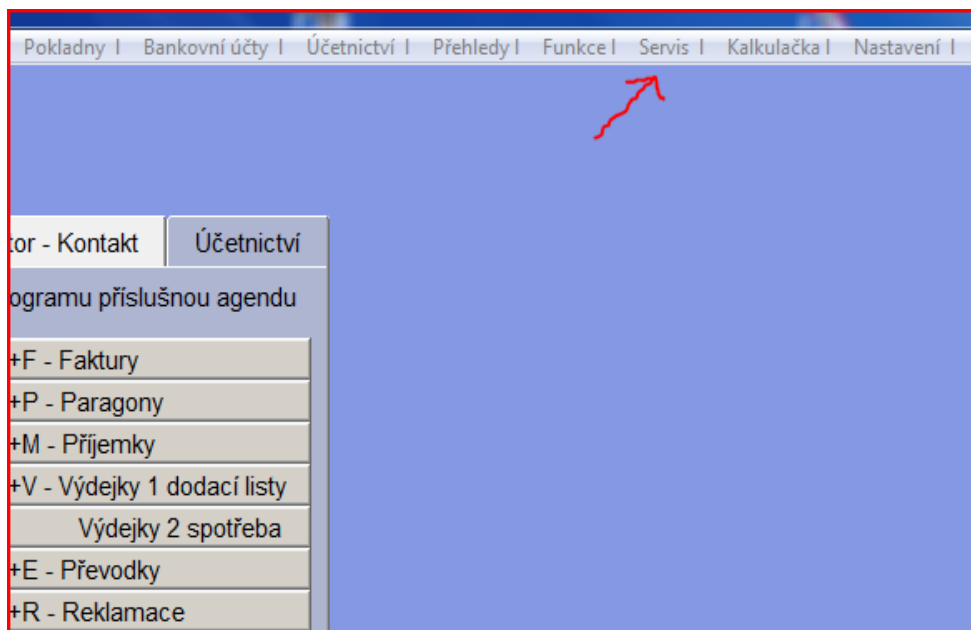 Pokladny | Bankovní účty | Účetnictví | Přehledy | Funkce | Servis | Kalkulačka | Nastavení |
tor - Kontakt Účetnictví
ogramu příslušnou agendu
+F - Faktury
+P - Paragony
+M - Příjemky
+V - Výdejky 1 dodací listy
Výdejky 2 spotřeba
+E - Převodky
+R - Reklamace